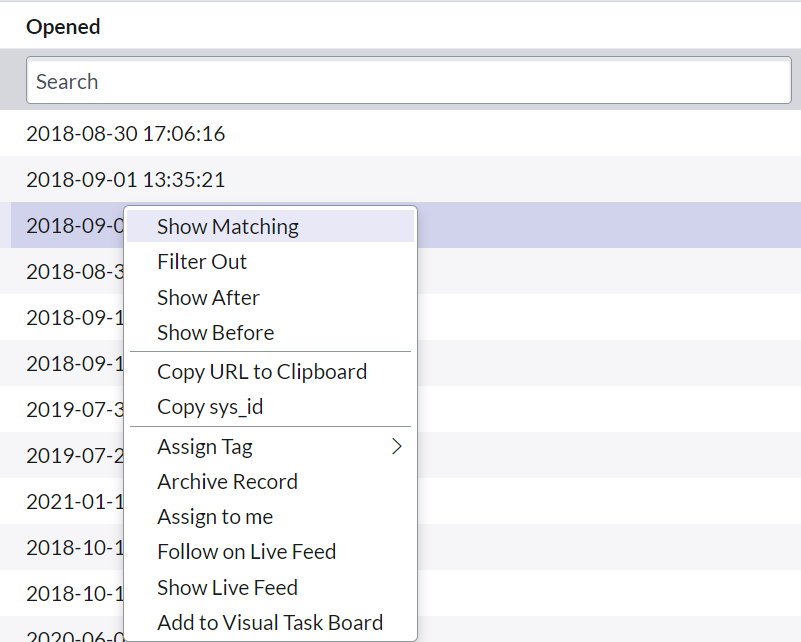 Opened
Search
2018-08-30 17:06:16
2018-09-01 13:35:21
2018-09-0
Show Matching
Filter Out
2018-08-3
Show After
2018-09-1
Show Before
2018-09-1
Copy URL to Clipboard
2019-07-3
Copy sys_id
2019-07-2
Assign Tag
2021-01-1
Archive Record
Assign to me
2018-10-1
Follow on Live Feed
2018-10-1
Show Live Feed
2020-06-0
Add to Visual Task Board